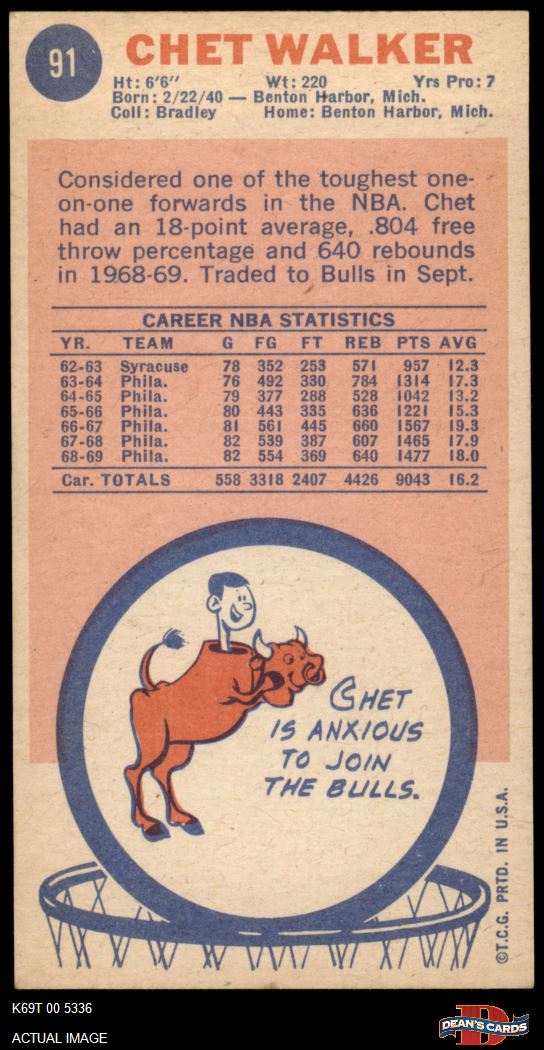 91
CHET WALKER
Ht: 6'6" Wt: 220 Yrs Pro: 7
Born: 2/22/40 — Benton Harbor, Mich.
Coll: Bradley Home: Benton Harbor, Mich.
Considered one of the toughest one-
on-one forwards in the NBA. Chet
had an 18-point average, .804 free
throw percentage and 640 rebounds
in 1968-69. Traded to Bulls in Sept.
CAREER NBA STATISTICS
YR. TEAM G FG FT REB PTS AVG
62-63 Syracuse 78 352 253 571 957 12.3
63-64 Phila. 76 492 330 784 1314 17.3
64-65 Phila. 79 377 288 528 1042 13.2
65-66 Phila. 80 443 335 636 1221 15.3
66-67 Phila. 81 561 445 660 1567 19.3
67-68 Phila. 82 539 387 607 1465 17.9
68-69 Phila. 82 554 369 640 1477 18.0
Car. TOTALS 558 3318 2407 4426 9043 16.2
CHET
IS ANXIOUS
TO JOIN
THE BULLS.
©T.C.G. PRTD. IN U.S.A.
K69T 00 5336
ACTUAL IMAGE
D
DEAN'S CARDS